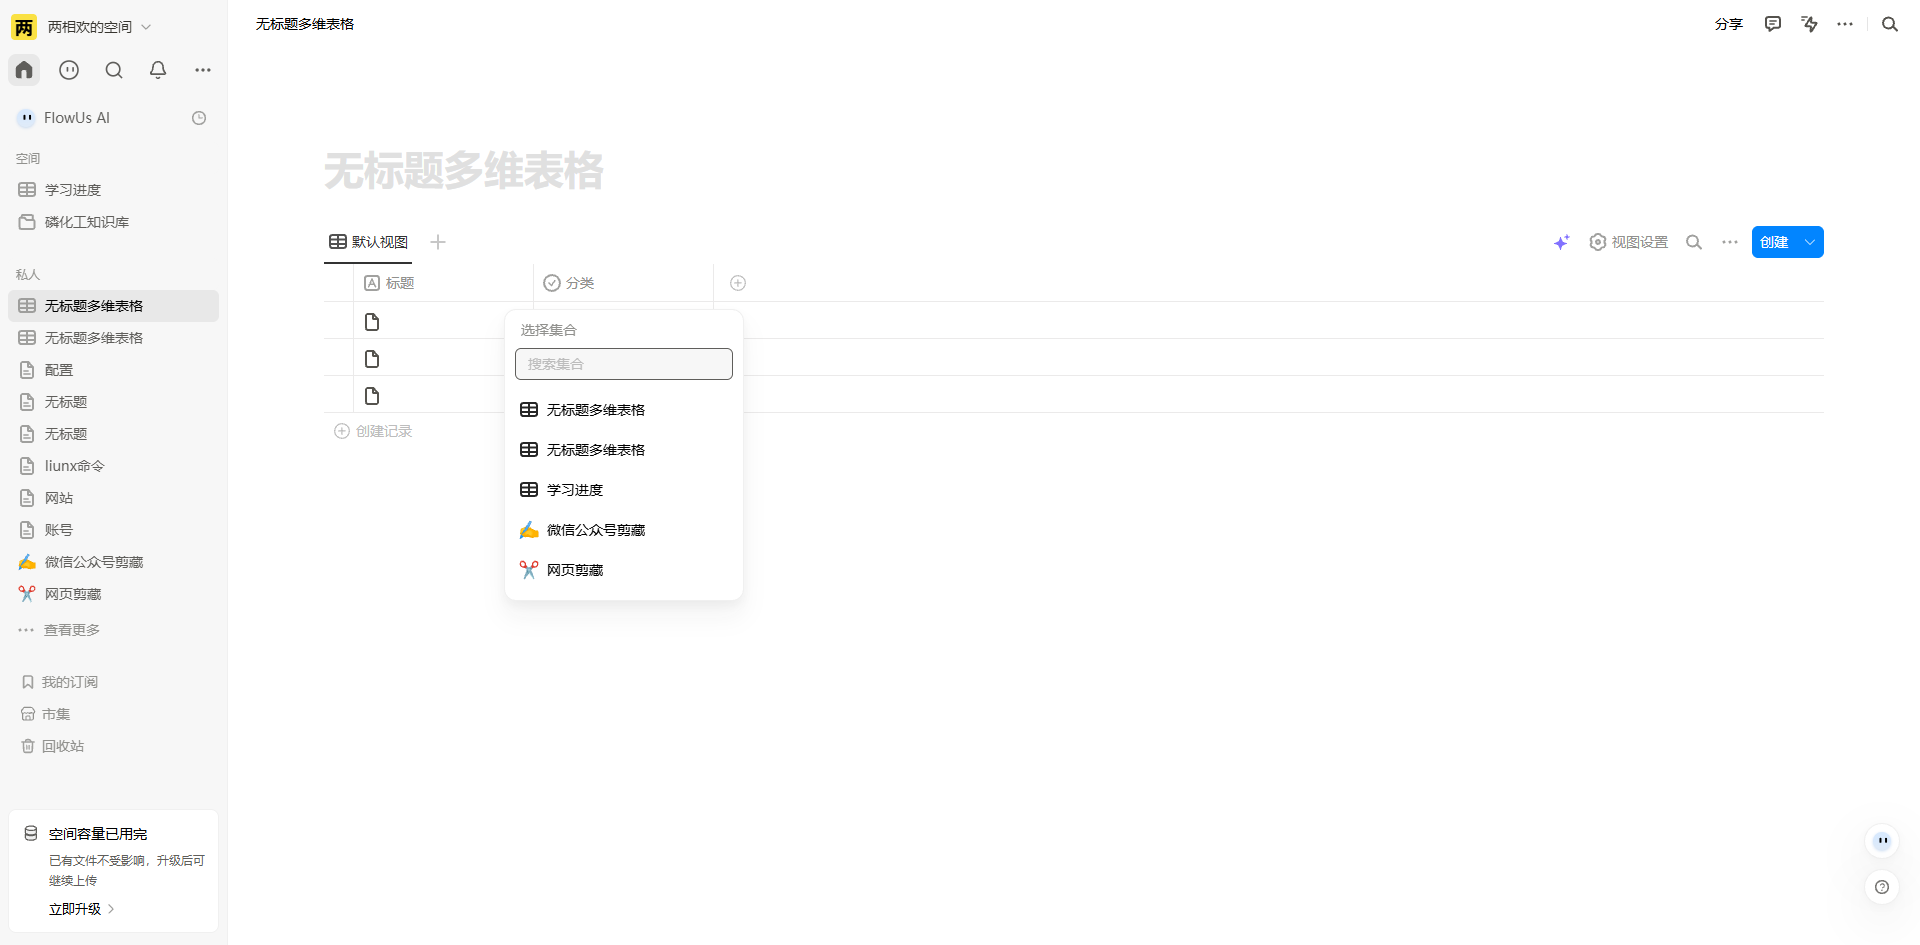 两
两相欢的空间
FlowUs AI
空间
学习进度
磷化工知识库
私人
无标题多维表格
无标题多维表格
配置
无标题
无标题
liunx命令
网站
账号
微信公众号剪藏
网页剪藏
查看更多
我的订阅
市集
回收站
空间容量已用完
已有文件不受影响，升级后可
继续上传
立即升级
无标题多维表格
分享
无标题多维表格
默认视图
视图设置
创建
标题
分类
创建记录
选择集合
搜索集合
无标题多维表格
无标题多维表格
学习进度
微信公众号剪藏
网页剪藏